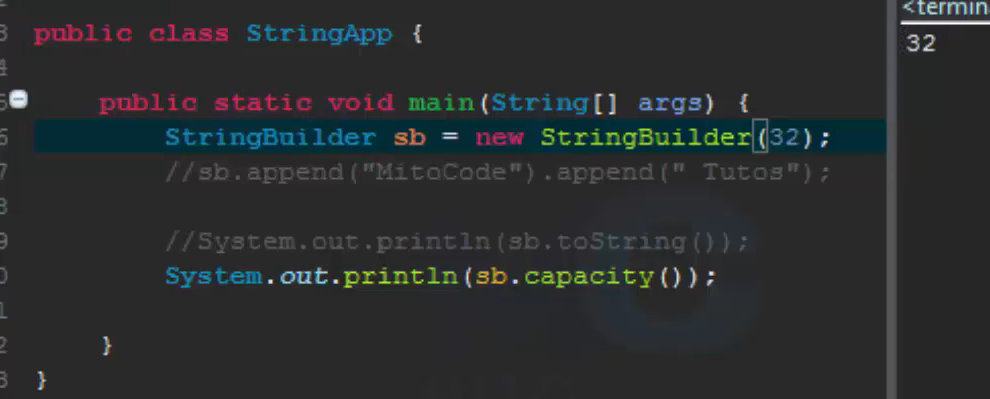 <termin
32
3 public class StringApp {
4
5 public static void main(String[] args) {
6 StringBuilder sb = new StringBuilder(32);
7 //sb.append("MitoCode").append(" Tutos");
8
9 //System.out.println(sb.toString());
0 System.out.println(sb.capacity());
1
2 }
3 }